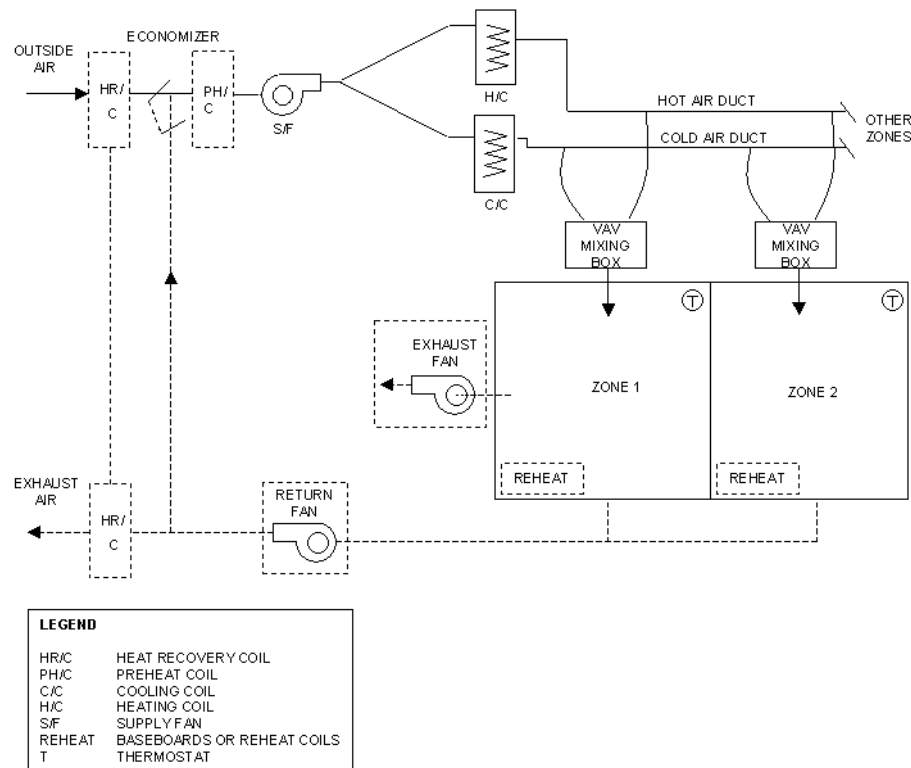 ECONOMIZER
OUTSIDE
AIR
HR/
C
PH/
C
S/F
H/C
C/C
HOT AIR DUCT
COLD AIR DUCT
OTHER
ZONES
VAV
MIXING
BOX
VAV
MIXING
BOX
T
T
EXHAUST
FAN
ZONE 1
ZONE 2
REHEAT
REHEAT
EXHAUST
AIR
HR/
C
RETURN
FAN
LEGEND
HR/C HEAT RECOVERY COIL
PH/C PREHEAT COIL
C/C COOLING COIL
H/C HEATING COIL
S/F SUPPLY FAN
REHEAT BASEBOARDS OR REHEAT COILS
T THERMOSTAT